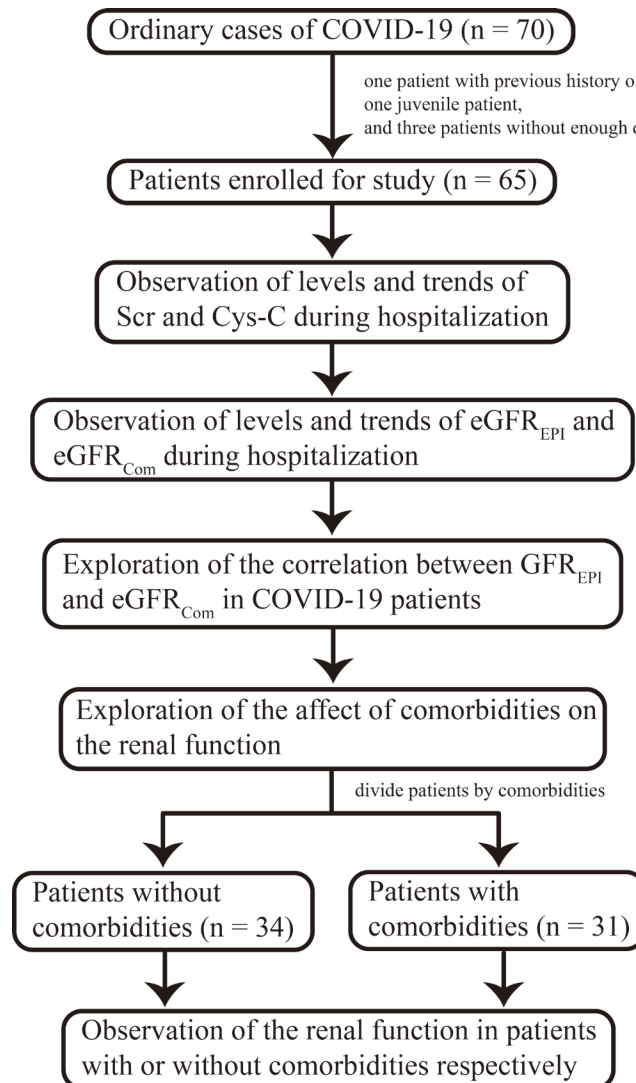 Ordinary cases of COVID-19 (n = 70)
one patient with previous history
one juvenile patient,
and three patients without enough
Patients enrolled for study (n = 65)
Observation of levels and trends of
Scr and Cys-C during hospitalization
Observation of levels and trends of eGFR_EPI and
eGFR_Com during hospitalization
Exploration of the correlation between GFR_EPI
and eGFR_Com in COVID-19 patients
Exploration of the affect of comorbidities on
the renal function
divide patients by comorbidities
Patients without
comorbidities (n = 34)
Patients with
comorbidities (n = 31)
Observation of the renal function in patients
with or without comorbidities respectively